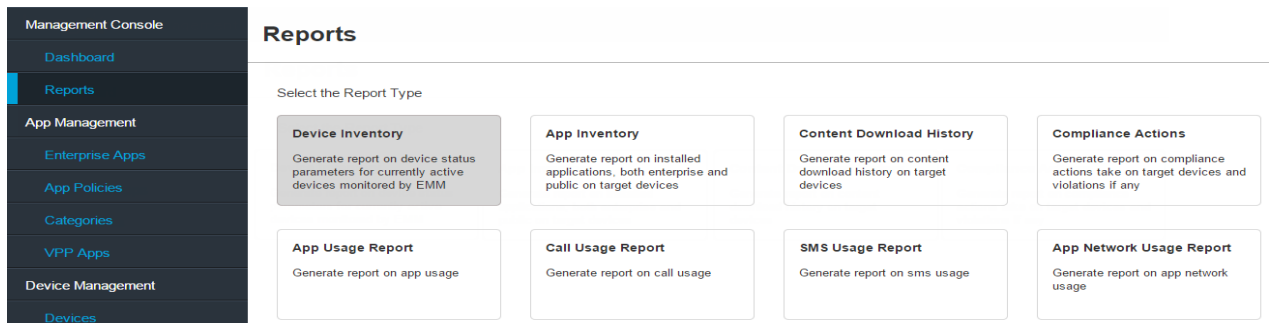 Management Console
Dashboard
Reports
App Management
Enterprise Apps
App Policies
Categories
VPP Apps
Device Management
Devices
Reports
Select the Report Type
Device Inventory
Generate report on device status
parameters for currently active
devices monitored by EMM
App Inventory
Generate report on installed
applications, both enterprise and
public on target devices
Content Download History
Generate report on content
download history on target
devices
Compliance Actions
Generate report on compliance
actions take on target devices and
violations if any
App Usage Report
Generate report on app usage
Call Usage Report
Generate report on call usage
SMS Usage Report
Generate report on sms usage
App Network Usage Report
Generate report on app network
usage